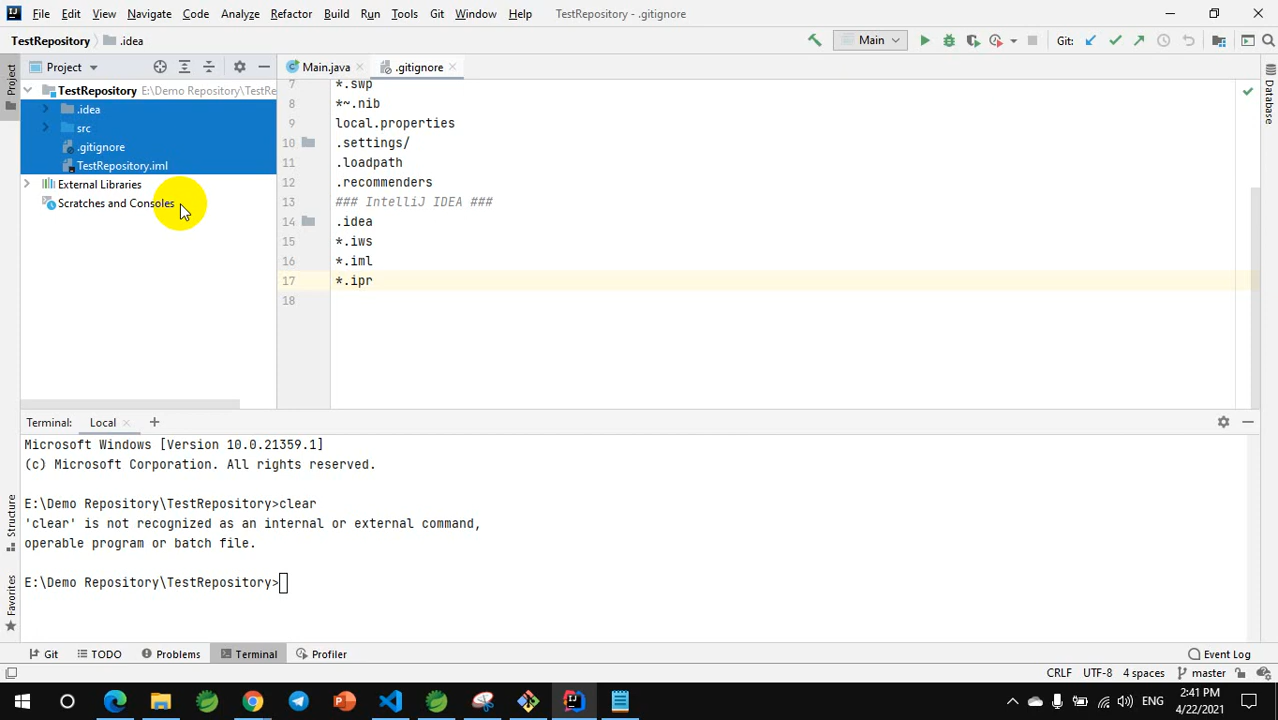 File Edit View Navigate Code Analyze Refactor Build Run Tools Git Window Help TestRepository - .gitignore
TestRepository .idea Main Git:
Project Main.java .gitignore
TestRepository E:\Demo Repository\TestRe
.idea
src
.gitignore
TestRepository.iml
External Libraries
Scratches and Consoles
7 *.swp
8 *~.nib
9 local.properties
10 .settings/
11 .loadpath
12 .recommenders
13 ### IntelliJ IDEA ###
14 .idea
15 *.iws
16 *.iml
17 *.ipr
18
Project
Database
Structure
Favorites
Terminal: Local
Microsoft Windows [Version 10.0.21359.1]
(c) Microsoft Corporation. All rights reserved.
E:\Demo Repository\TestRepository>clear
'clear' is not recognized as an internal or external command,
operable program or batch file.
E:\Demo Repository\TestRepository>
Git TODO Problems Terminal Profiler Event Log
CRLF UTF-8 4 spaces master
ENG 2:41 PM
4/22/2021